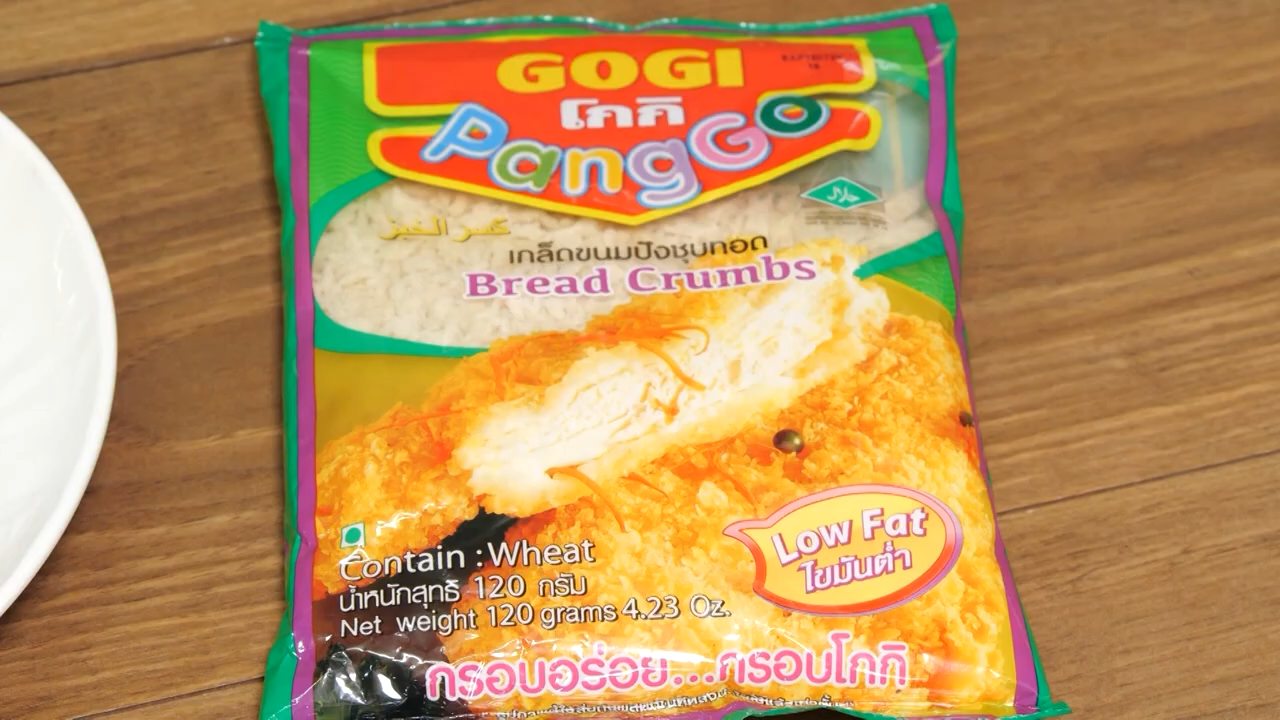 GOGI
โกกิ
PangGo
حلال
كسر الخبز
เกล็ดขนมปังชุบทอด
Bread Crumbs
Low Fat
ไขมันต่ำ
Contain : Wheat
น้ำหนักสุทธิ 120 กรัม
Net weight 120 grams 4.23 Oz.
กรอบอร่อย...กรอบโกกิ